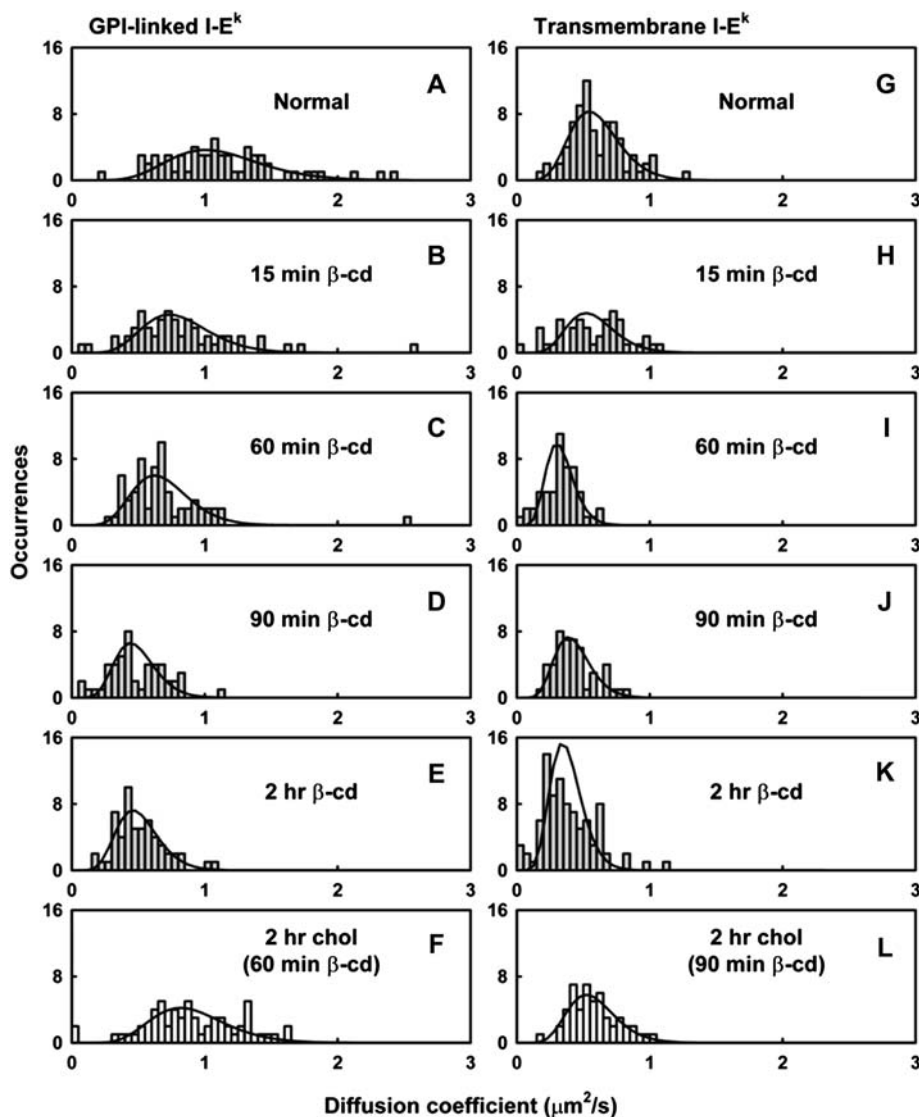 GPI-linked I-Eᵏ
Transmembrane I-Eᵏ
16
8
0
Normal
A
0 1 2 3
16
8
0
Normal
G
0 1 2 3
16
8
0
15 min β-cd
B
0 1 2 3
16
8
0
15 min β-cd
H
0 1 2 3
16
8
0
60 min β-cd
C
0 1 2 3
16
8
0
60 min β-cd
I
0 1 2 3
Occurrences
16
8
0
90 min β-cd
D
0 1 2 3
16
8
0
90 min β-cd
J
0 1 2 3
16
8
0
2 hr β-cd
E
0 1 2 3
16
8
0
2 hr β-cd
K
0 1 2 3
16
8
0
2 hr chol
(60 min β-cd)
F
0 1 2 3
16
8
0
2 hr chol
(90 min β-cd)
L
0 1 2 3
Diffusion coefficient (μm²/s)